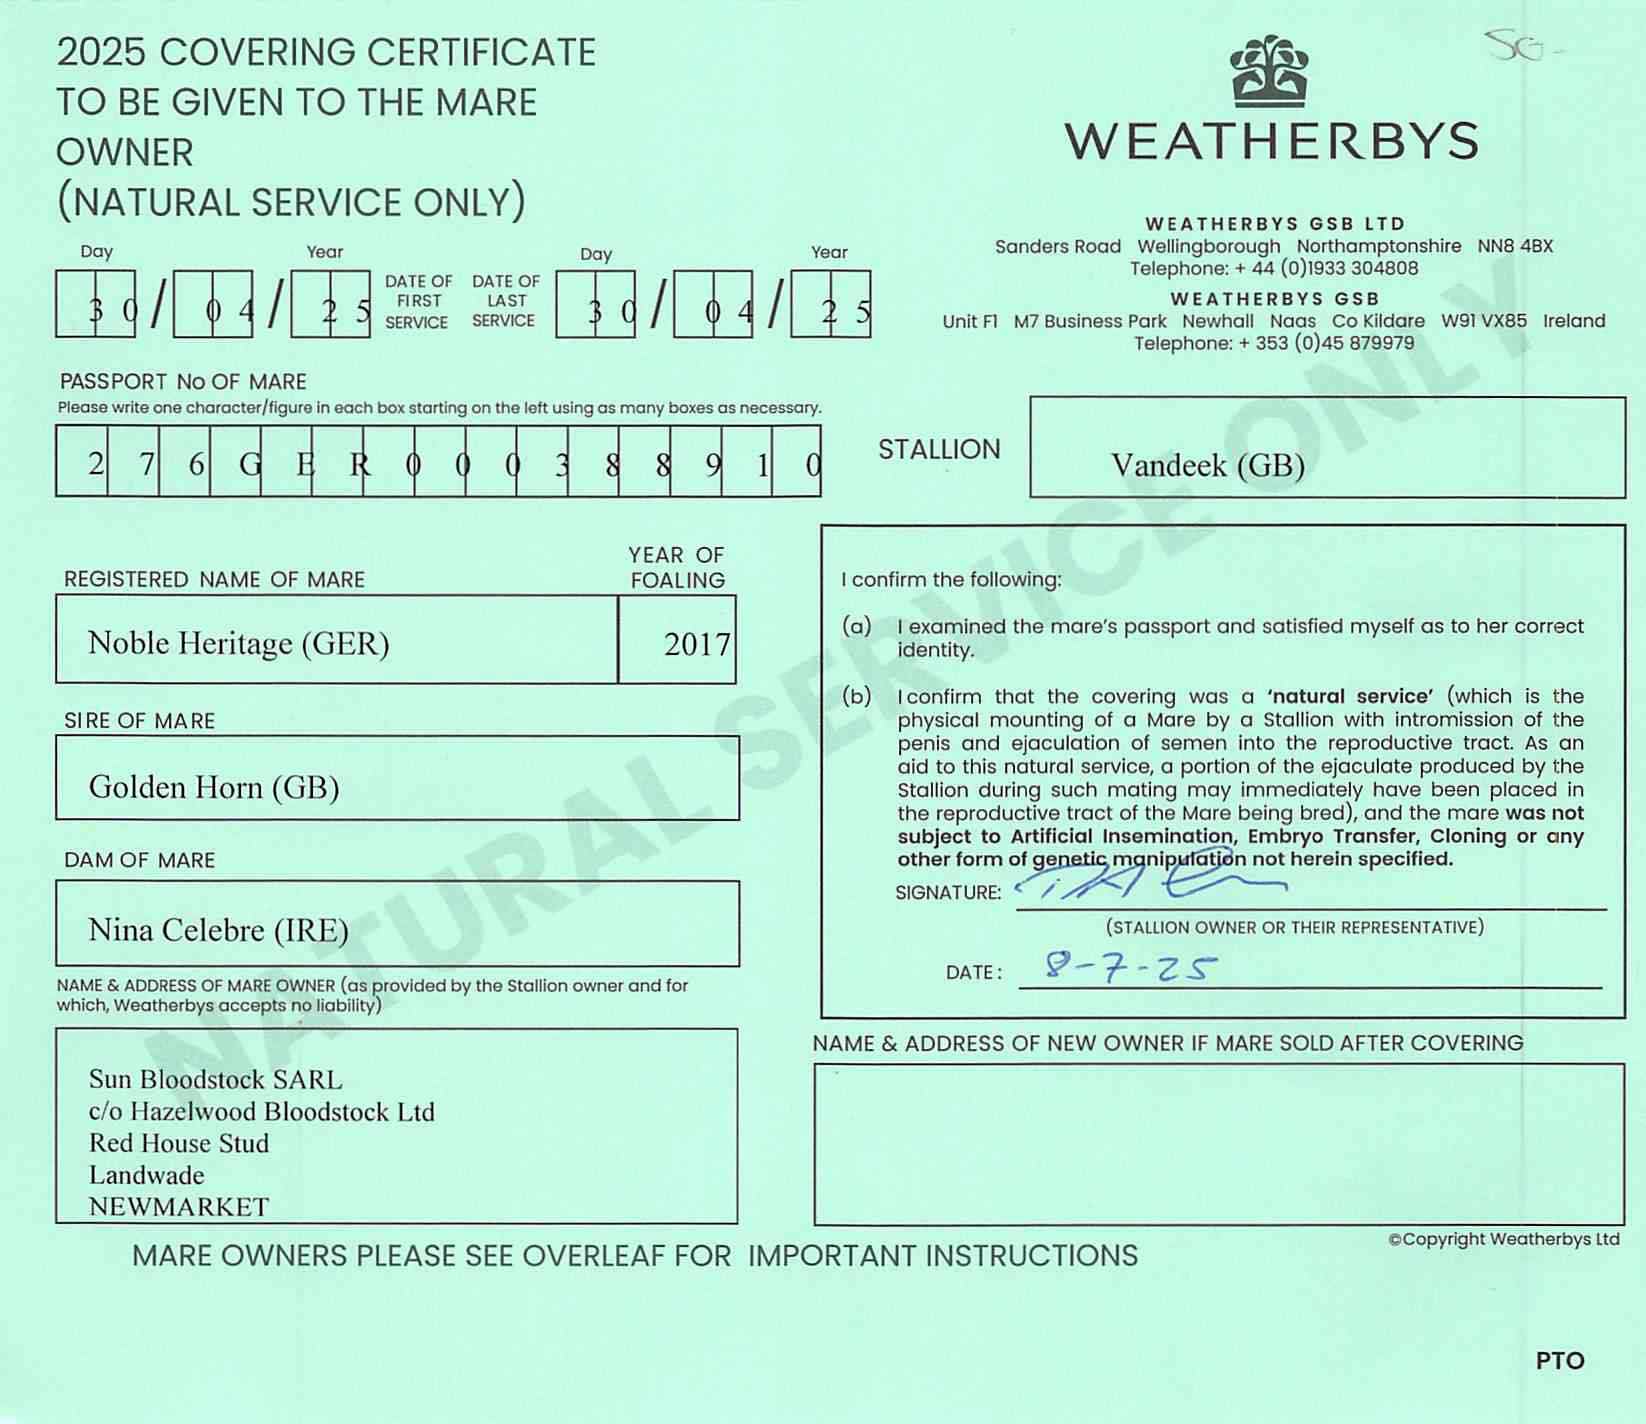 2025 COVERING CERTIFICATE
TO BE GIVEN TO THE MARE
OWNER
(NATURAL SERVICE ONLY)
SG-
WEATHERBYS
WEATHERBYS GSB LTD
Sanders Road Wellingborough Northamptonshire NN8 4BX
Telephone: + 44 (0)1933 304808
WEATHERBYS GSB
Unit F1 M7 Business Park Newhall Naas Co Kildare W91 VX85 Ireland
Telephone: + 353 (0)45 879979
Day Year
30/04/25
DATE OF
FIRST
SERVICE
DATE OF
LAST
SERVICE
Day Year
30/04/25
PASSPORT No OF MARE
Please write one character/figure in each box starting on the left using as many boxes as necessary.
276GER000388910
STALLION
Vandeek (GB)
REGISTERED NAME OF MARE
Noble Heritage (GER)
YEAR OF
FOALING
2017
SIRE OF MARE
Golden Horn (GB)
DAM OF MARE
Nina Celebre (IRE)
NAME & ADDRESS OF MARE OWNER (as provided by the Stallion owner and for
which, Weatherbys accepts no liability)
Sun Bloodstock SARL
c/o Hazelwood Bloodstock Ltd
Red House Stud
Landwade
NEWMARKET
I confirm the following:
(a) I examined the mare's passport and satisfied myself as to her correct
identity.
(b) I confirm that the covering was a 'natural service' (which is the
physical mounting of a Mare by a Stallion with intromission of the
penis and ejaculation of semen into the reproductive tract. As an
aid to this natural service, a portion of the ejaculate produced by the
Stallion during such mating may immediately have been placed in
the reproductive tract of the Mare being bred), and the mare was not
subject to Artificial Insemination, Embryo Transfer, Cloning or any
other form of genetic manipulation not herein specified.
SIGNATURE:
(STALLION OWNER OR THEIR REPRESENTATIVE)
DATE: 8-7-25
NAME & ADDRESS OF NEW OWNER IF MARE SOLD AFTER COVERING
©Copyright Weatherbys Ltd
MARE OWNERS PLEASE SEE OVERLEAF FOR IMPORTANT INSTRUCTIONS
PTO
NATURAL SERVICE ONLY